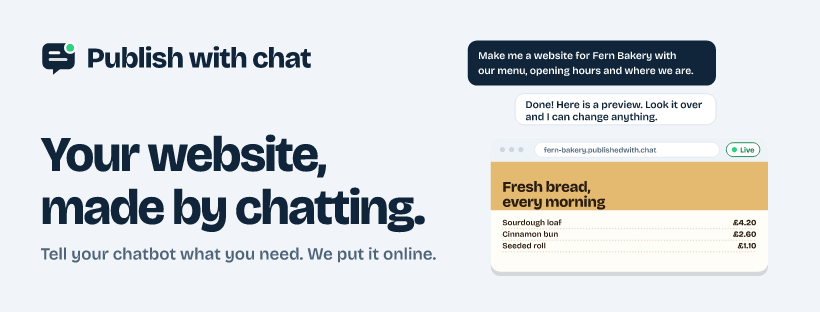 Publish with chat
Your website,
made by chatting.
Tell your chatbot what you need. We put it online.
Make me a website for Fern Bakery with
our menu, opening hours and where we are.
Done! Here is a preview. Look it over
and I can change anything.
fern-bakery.publishedwith.chat
Live
Fresh bread,
every morning
Sourdough loaf £4.20
Cinnamon bun £2.60
Seeded roll £1.10